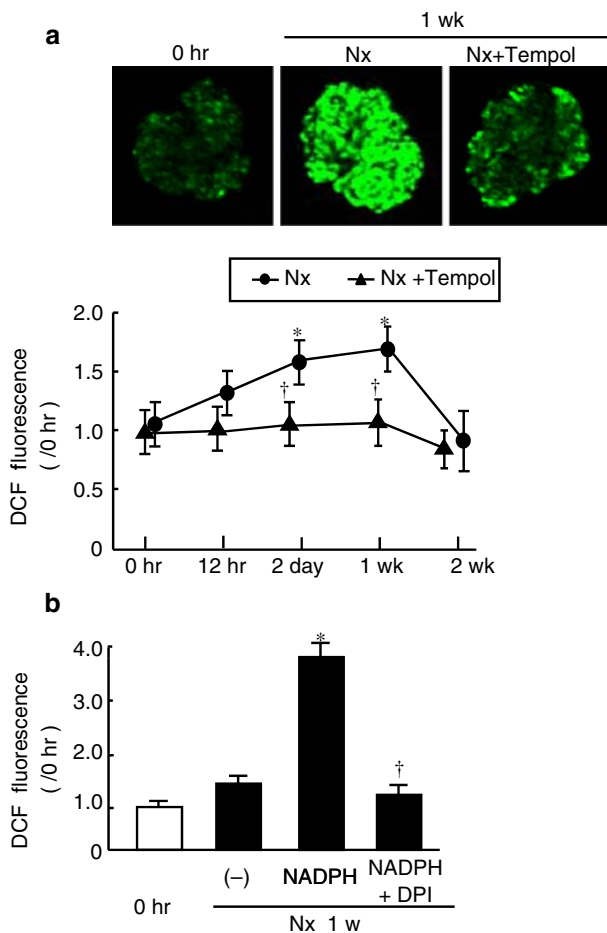 a
1 wk
0 hr
Nx
Nx+Tempol
Nx
Nx +Tempol
DCF fluorescence
( /0 hr )
2.0
1.5
1.0
0.5
0
*
*
†
†
0 hr
12 hr
2 day
1 wk
2 wk
b
DCF fluorescence
( /0 hr )
4.0
3.0
2.0
1.0
0
*
†
0 hr
(–)
NADPH
NADPH
+ DPI
Nx 1 w